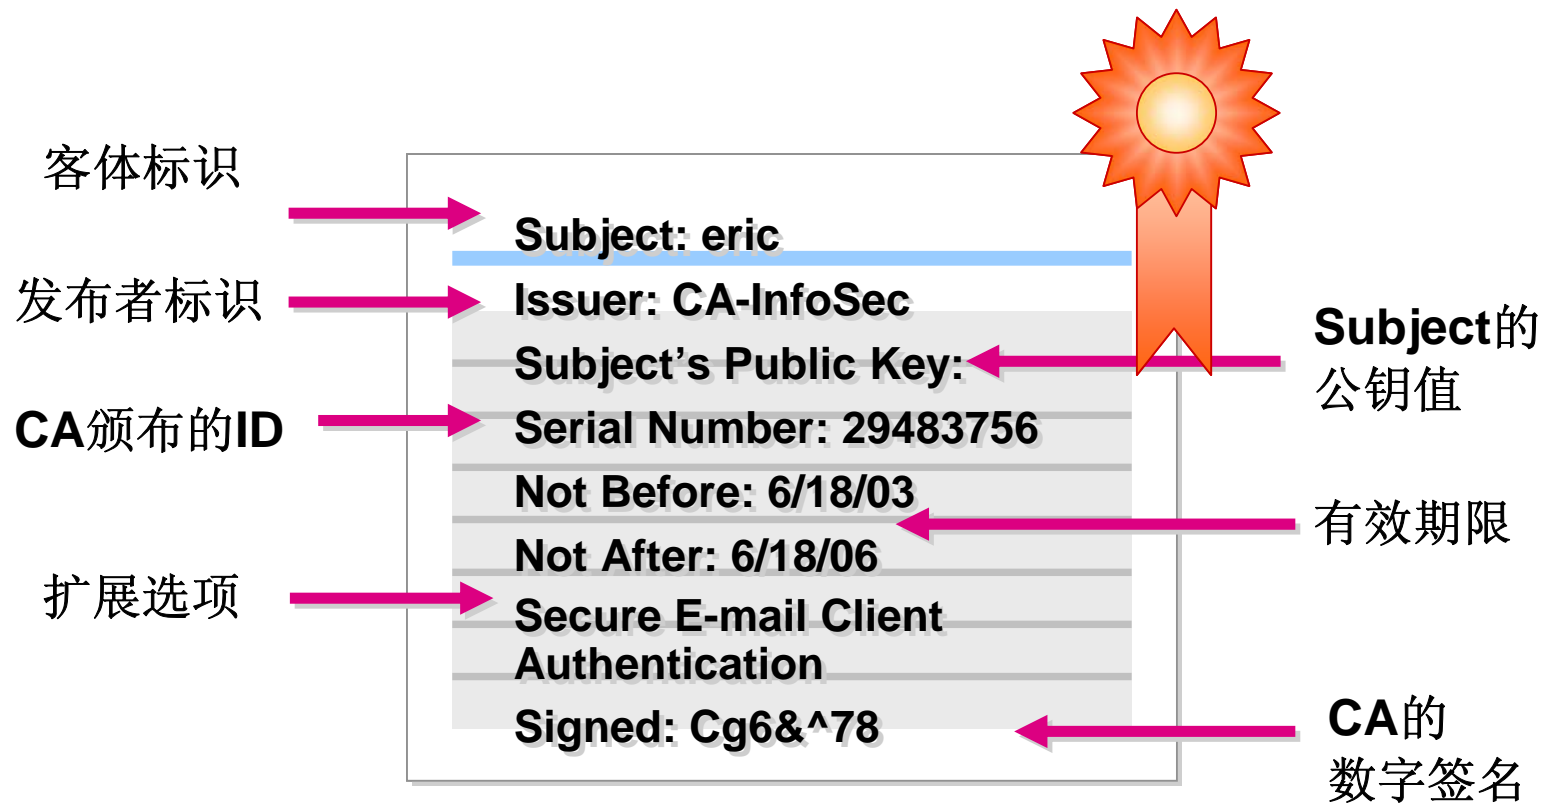 客体标识
发布者标识
CA颁布的ID
扩展选项
Subject: eric
Issuer: CA-InfoSec
Subject’s Public Key:
Serial Number: 29483756
Not Before: 6/18/03
Not After: 6/18/06
Secure E-mail Client
Authentication
Signed: Cg6&^78
Subject的
公钥值
有效期限
CA的
数字签名